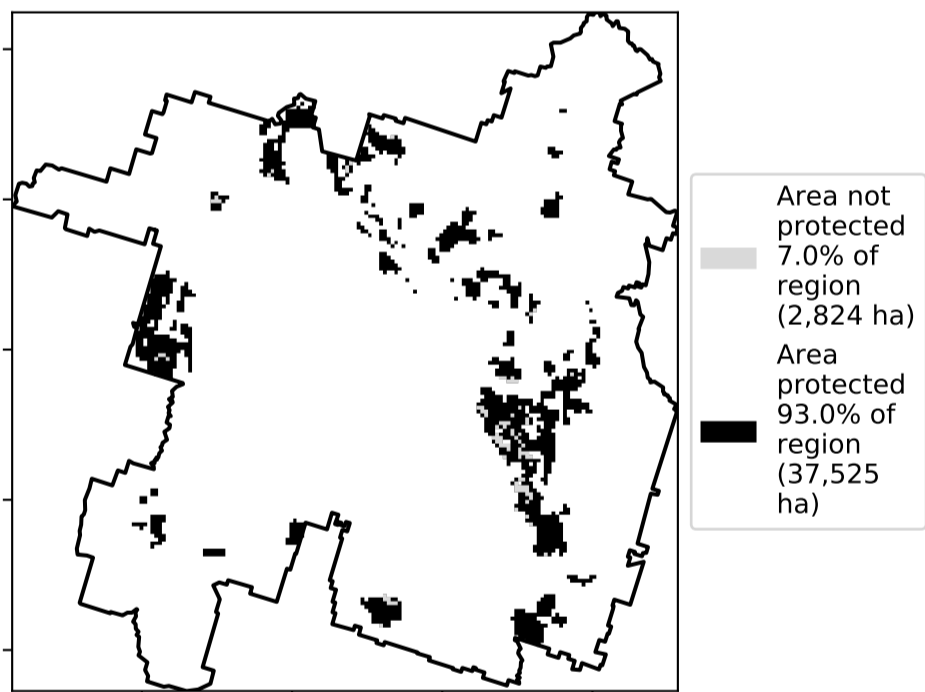 Area not
protected
7.0% of
region
(2,824 ha)
Area
protected
93.0% of
region
(37,525
ha)